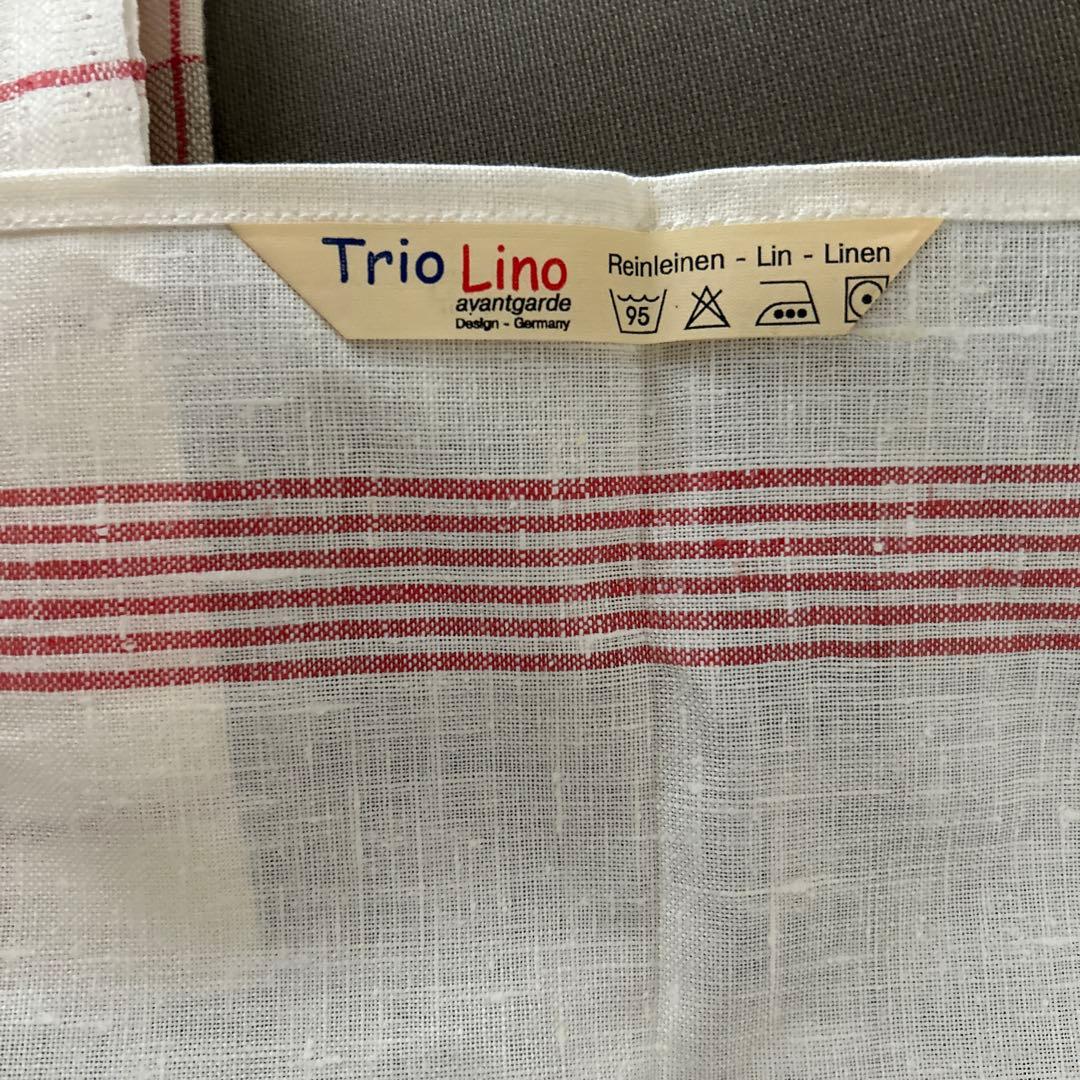 Trio Lino
avantgarde
Design - Germany
Reinleinen - Lin - Linen
95